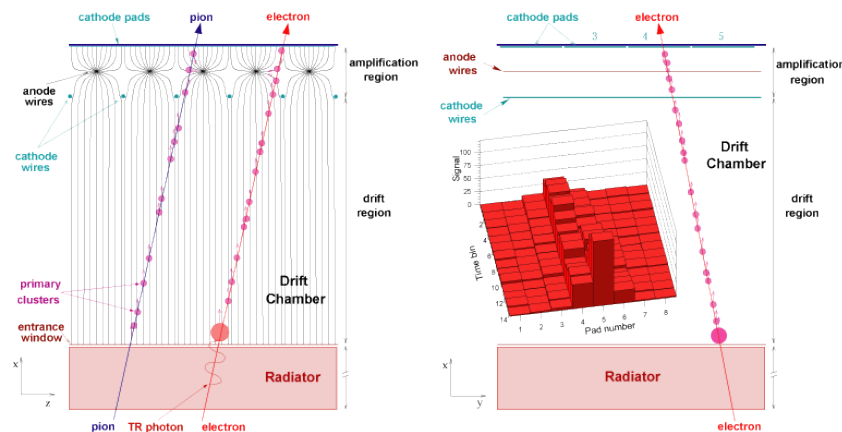 cathode pads
pion
electron
anode
wires
cathode
wires
primary
clusters
entrance
window
Drift
Chamber
Radiator
x
z
pion
TR photon
electron
amplification
region
drift
region
electron
cathode pads
3
4
5
anode
wires
cathode
wires
Drift
Chamber
amplification
region
drift
region
Signal
100
75
50
25
0
2
4
6
8
10
12
14
Time bin
1
2
3
4
5
6
7
8
Pad number
Radiator
x
y
electron